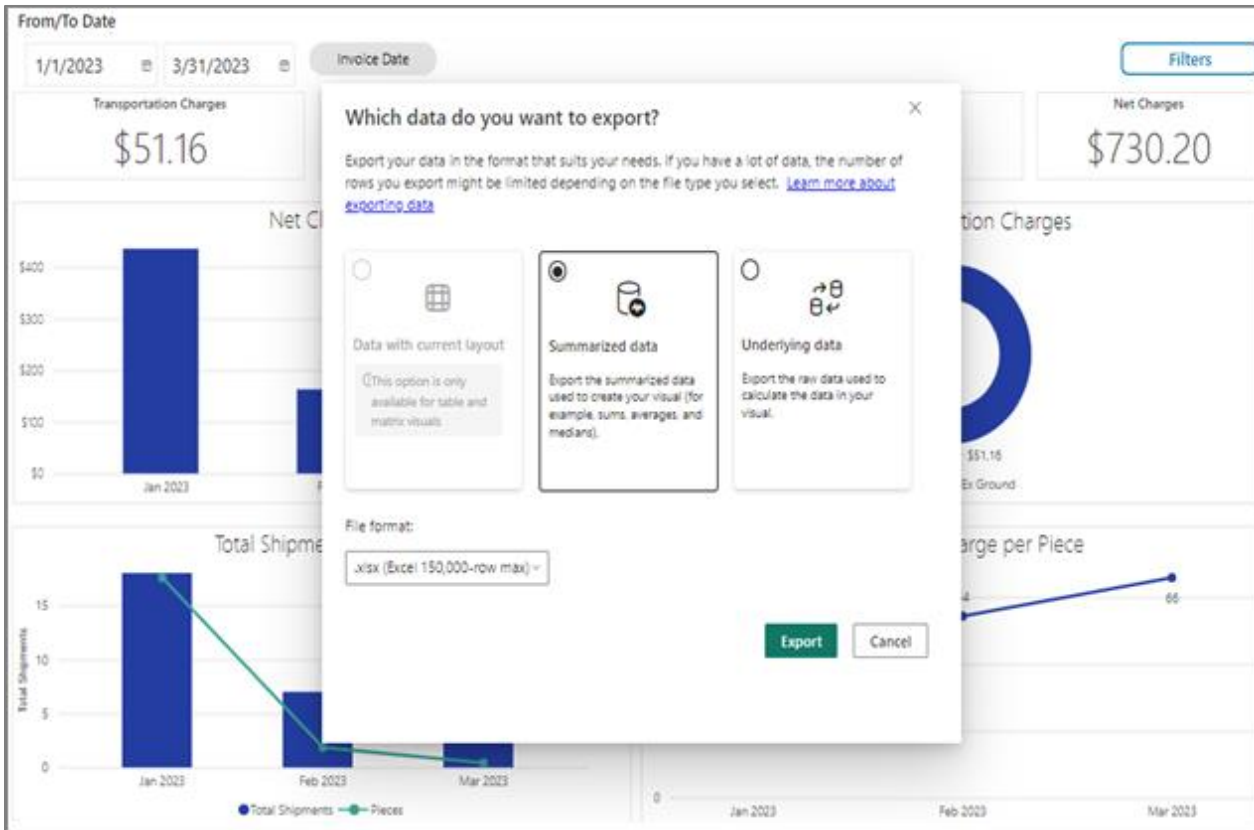 From/To Date
1/1/2023
3/31/2023
Invoice Date
Filters
Transportation Charges
$51.16
Net Charges
$730.20
Which data do you want to export?
Export your data in the format that suits your needs. If you have a lot of data, the number of
rows you export might be limited depending on the file type you select. Learn more about
exporting data
Data with current layout
This option is only
available for table and
matrix visuals
Summarized data
Export the summarized data
used to create your visual (for
example, sums, averages, and
medians).
Underlying data
Export the raw data used to
calculate the data in your
visual.
File format:
.xlsx (Excel 150,000-row max)
Export
Cancel
Net C
$400
$300
$200
$100
$0
Jan 2023
tion Charges
$51.16
Ex Ground
Total Shipme
Total Shipments
15
10
5
0
Jan 2023
Feb 2023
Mar 2023
Total Shipments
Pieces
arge per Piece
4
66
0
Jan 2023
Feb 2023
Mar 2023